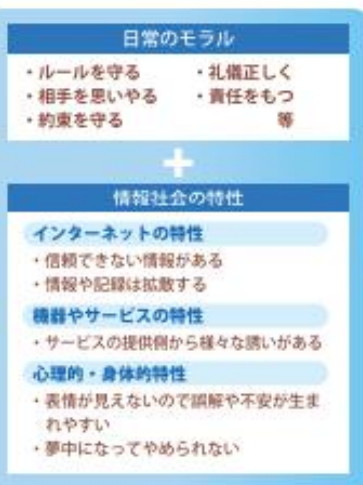 日常のモラル
・ルールを守る ・礼儀正しく
・相手を思いやる ・責任をもつ
・約束を守る 等
+
情報社会の特性
インターネットの特性
・信頼できない情報がある
・情報や記録は拡散する
機器やサービスの特性
・サービスの提供側から様々な誘いがある
心理的・身体的特性
・表情が見えないので誤解や不安が生ま
れやすい
・夢中になってやめられない